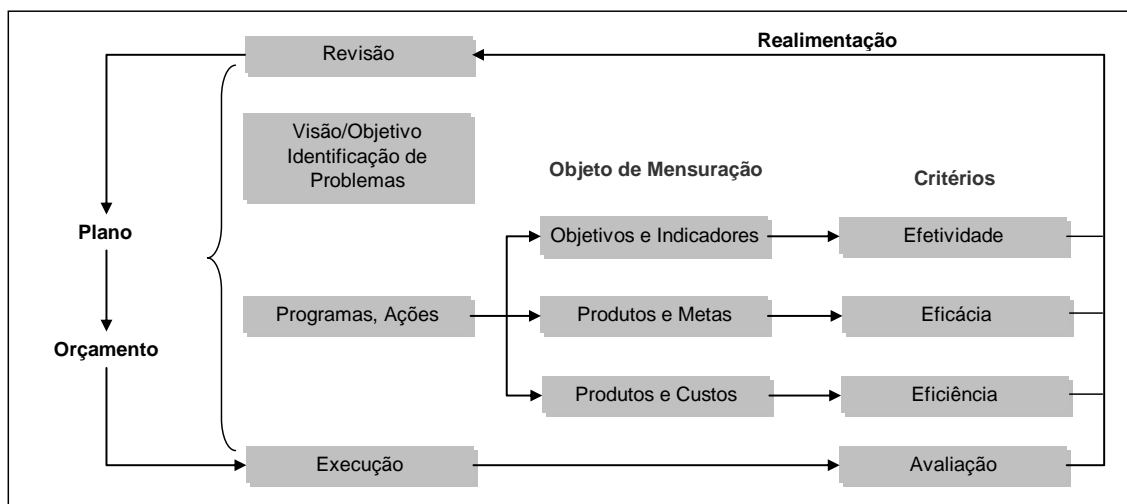 Realimentação
Revisão
Visão/Objetivo
Identificação de
Problemas
Objeto de Mensuração
Critérios
Plano
Objetivos e Indicadores
Efetividade
Programas, Ações
Produtos e Metas
Eficácia
Orçamento
Produtos e Custos
Eficiência
Execução
Avaliação